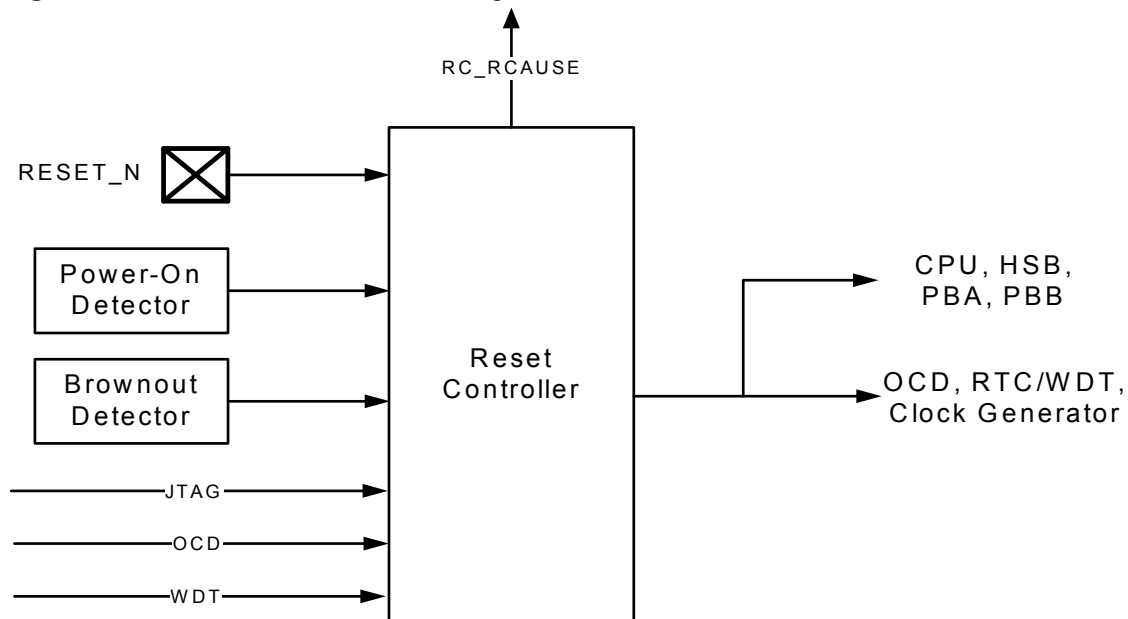 RC_RCAUSE
RESET_N
Power-On
Detector
Brownout
Detector
Reset
Controller
CPU, HSB,
PBA, PBB
OCD, RTC/WDT,
Clock Generator
JTAG
OCD
WDT